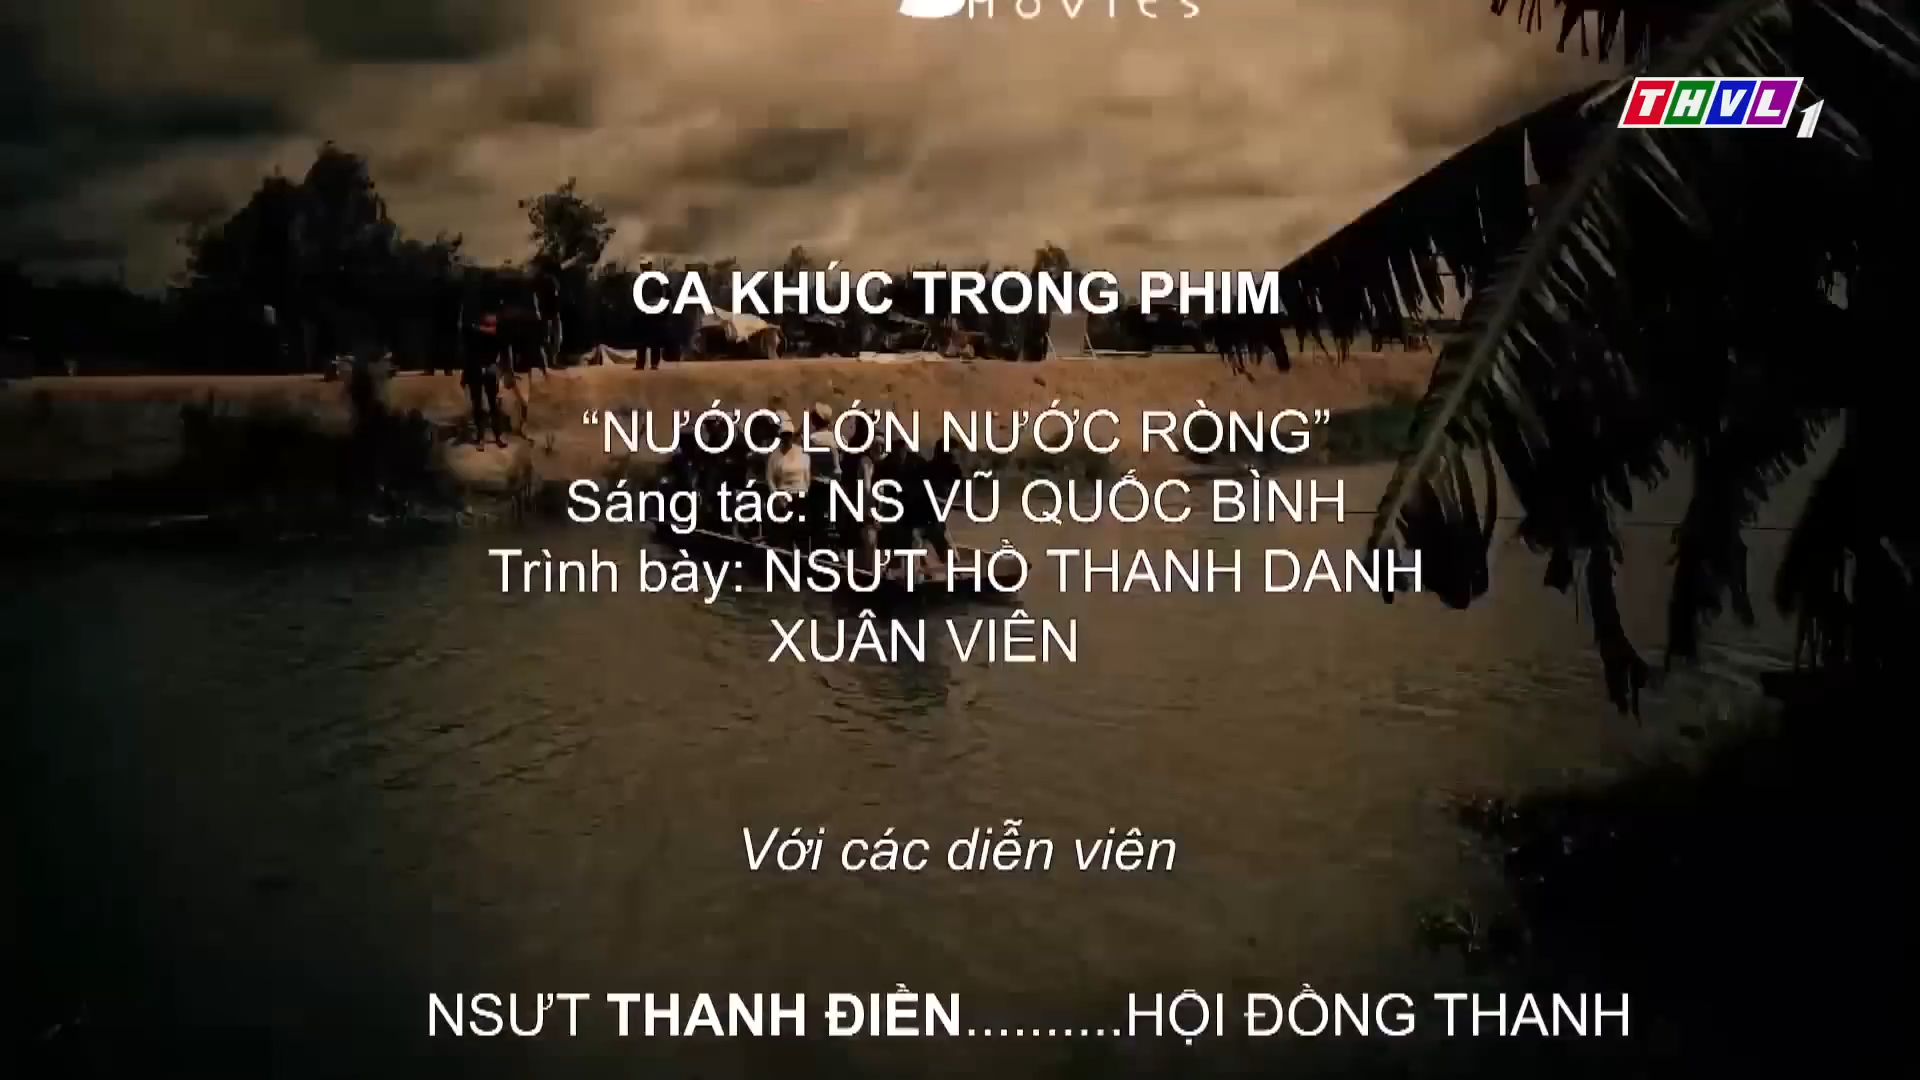 MOVIES
THVL1
CA KHÚC TRONG PHIM
“NƯỚC LỚN NƯỚC RÒNG”
Sáng tác: NS VŨ QUỐC BÌNH
Trình bày: NSƯT HỒ THANH DANH
XUÂN VIÊN
Với các diễn viên
NSƯT THANH ĐIỀN..........HỘI ĐỒNG THANH